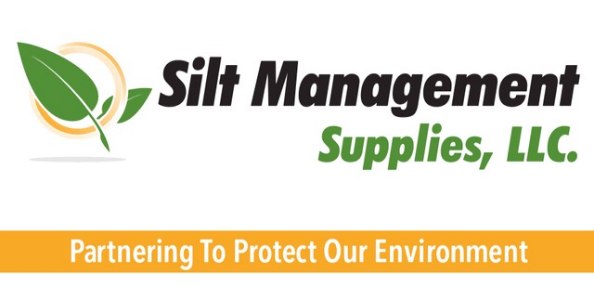 Silt Management
Supplies, LLC.
Partnering To Protect Our Environment